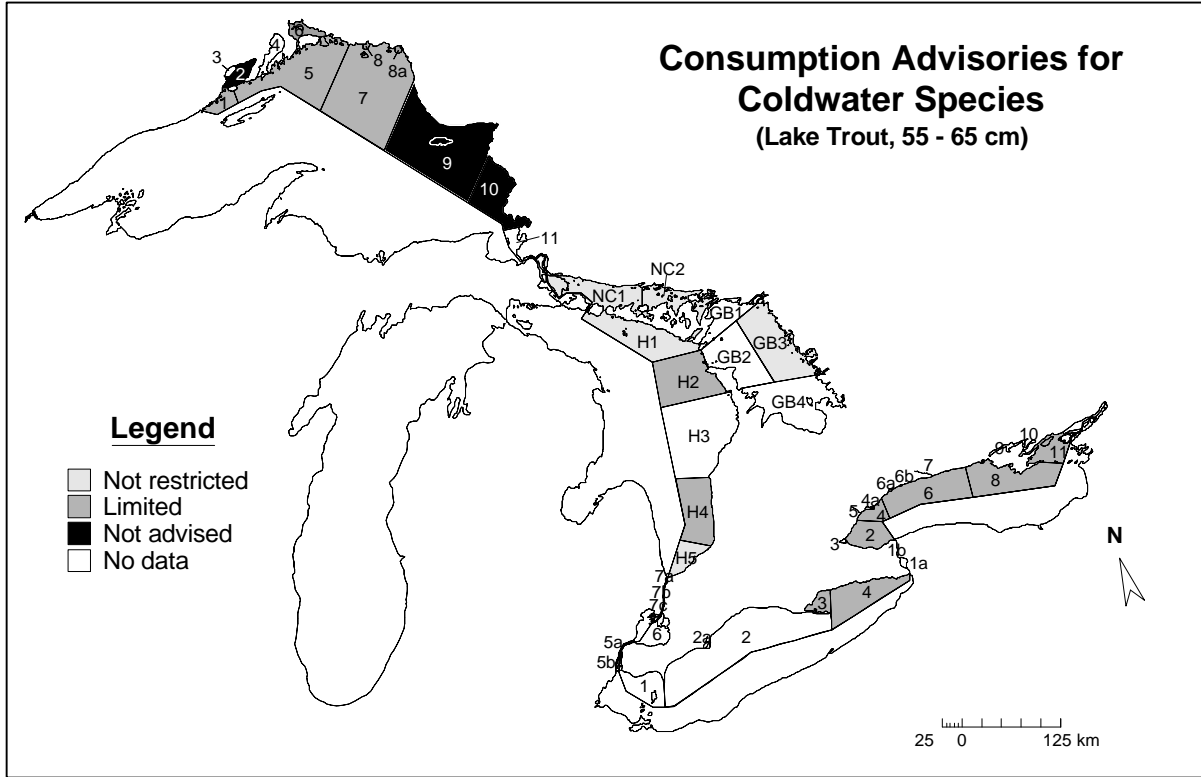 Consumption Advisories for
Coldwater Species
(Lake Trout, 55 - 65 cm)
6
4
3
2
5
8
8a
7
9
10
11
NC2
NC1
GB1
H1
GB3
GB2
H2
GB4
H3
H4
H5
Legend
Not restricted
Limited
Not advised
No data
10
9
11
7
6b
6a
8
6
4a
5
4
2
3
1b
1a
N
7a
7b
7c
6
3
4
5a
2a
2
5b
1
25 0 125 km